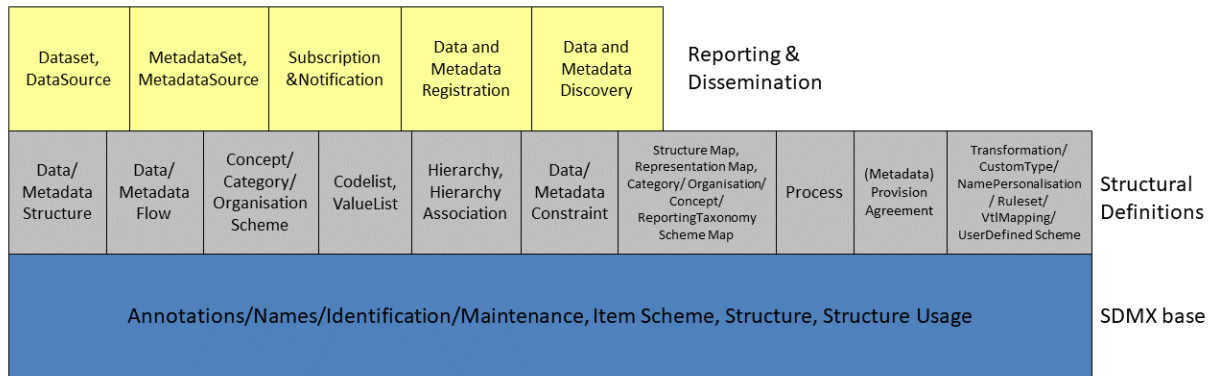 Dataset,
DataSource
MetadataSet,
MetadataSource
Subscription
&Notification
Data and
Metadata
Registration
Data and
Metadata
Discovery
Reporting &
Dissemination
Data/
Metadata
Structure
Data/
Metadata
Flow
Concept/
Category/
Organisation
Scheme
Codelist,
ValueList
Hierarchy,
Hierarchy
Association
Data/
Metadata
Constraint
Structure Map,
Representation Map,
Category/ Organisation/
Concept/
ReportingTaxonomy
Scheme Map
Process
(Metadata)
Provision
Agreement
Transformation/
CustomType/
NamePersonalisation
/ Ruleset/
VtlMapping/
UserDefined Scheme
Structural
Definitions
Annotations/Names/Identification/Maintenance, Item Scheme, Structure, Structure Usage
SDMX base